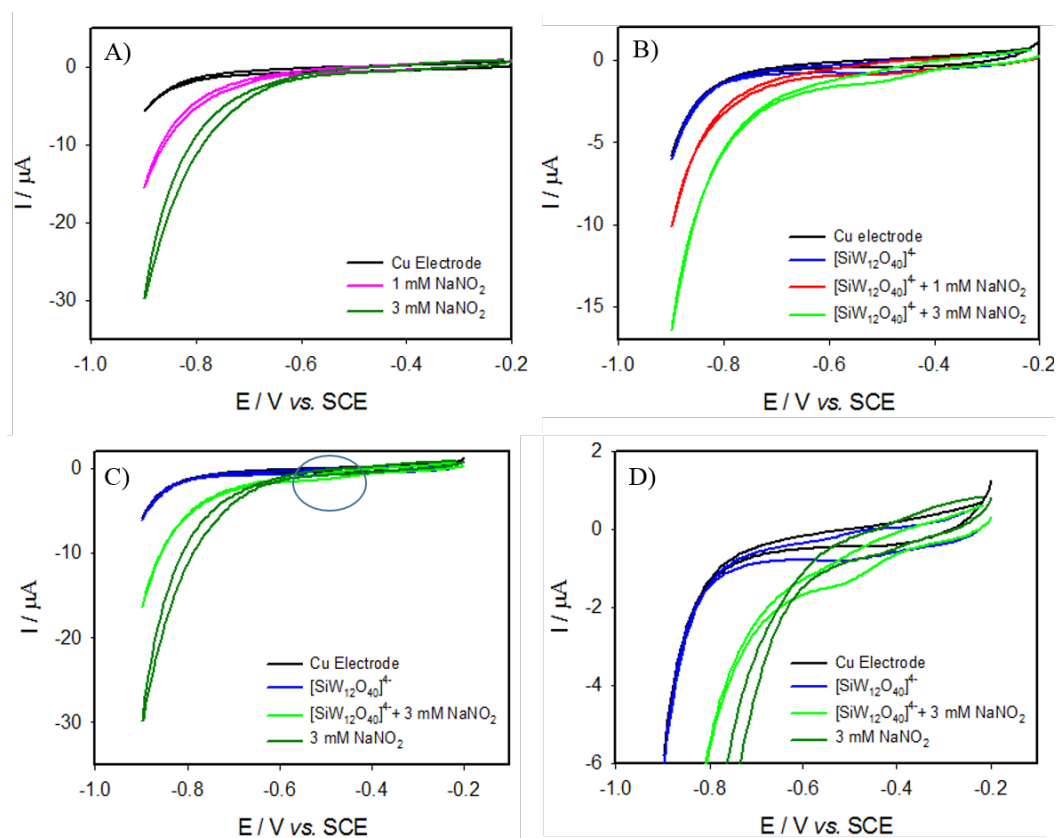 A)
0
-10
-20
-30
I / μA
Cu Electrode
1 mM NaNO₂
3 mM NaNO₂
-1.0 -0.8 -0.6 -0.4 -0.2
E / V vs. SCE
B)
0
-5
-10
-15
I / μA
Cu electrode
[SiW₁₂O₄₀]⁴⁻
[SiW₁₂O₄₀]⁴⁻ + 1 mM NaNO₂
[SiW₁₂O₄₀]⁴⁻ + 3 mM NaNO₂
-1.0 -0.8 -0.6 -0.4 -0.2
E / V vs. SCE
C)
0
-10
-20
-30
I / μA
Cu Electrode
[SiW₁₂O₄₀]⁴⁻
[SiW₁₂O₄₀]⁴⁻ + 3 mM NaNO₂
3 mM NaNO₂
-1.0 -0.8 -0.6 -0.4 -0.2
E / V vs. SCE
D)
2
0
-2
-4
-6
I / μA
Cu Electrode
[SiW₁₂O₄₀]⁴⁻
[SiW₁₂O₄₀]⁴⁻ + 3 mM NaNO₂
3 mM NaNO₂
-1.0 -0.8 -0.6 -0.4 -0.2
E / V vs. SCE